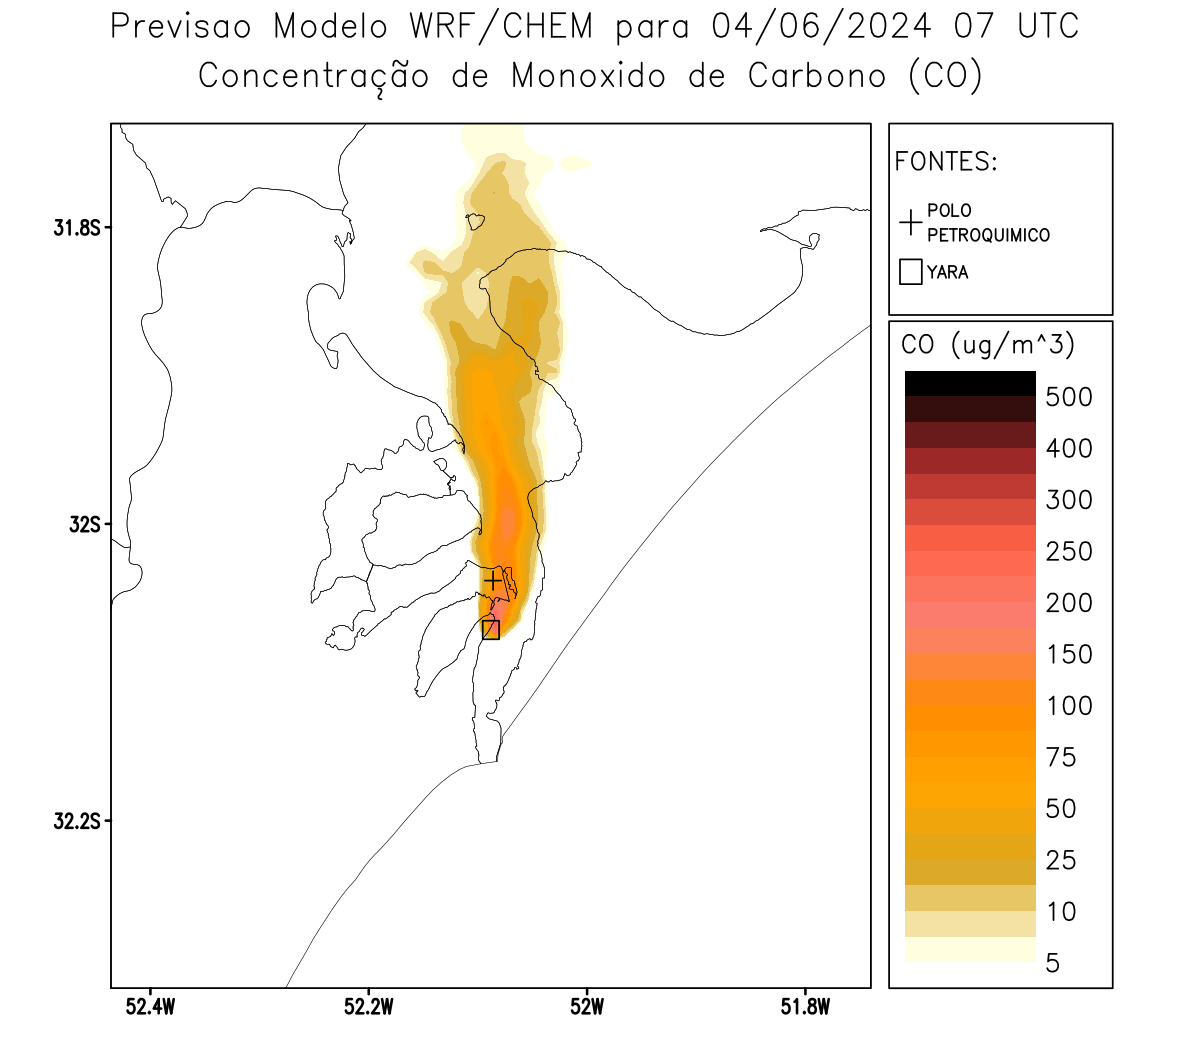 Previsao Modelo WRF/CHEM para 04/06/2024 07 UTC
Concentração de Monoxido de Carbono (CO)
FONTES:
POLO
PETROQUIMICO
YARA
CO (ug/m^3)
500
400
300
250
200
150
100
75
50
25
10
5
31.8S
32S
32.2S
52.4W
52.2W
52W
51.8W